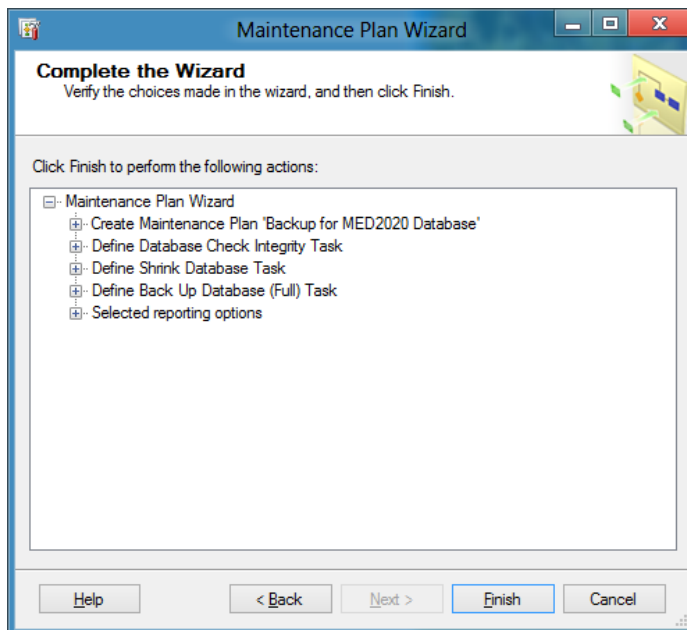 Maintenance Plan Wizard
Complete the Wizard
Verify the choices made in the wizard, and then click Finish.
Click Finish to perform the following actions:
Maintenance Plan Wizard
Create Maintenance Plan 'Backup for MED2020 Database'
Define Database Check Integrity Task
Define Shrink Database Task
Define Back Up Database (Full) Task
Selected reporting options
Help < Back Next > Finish Cancel